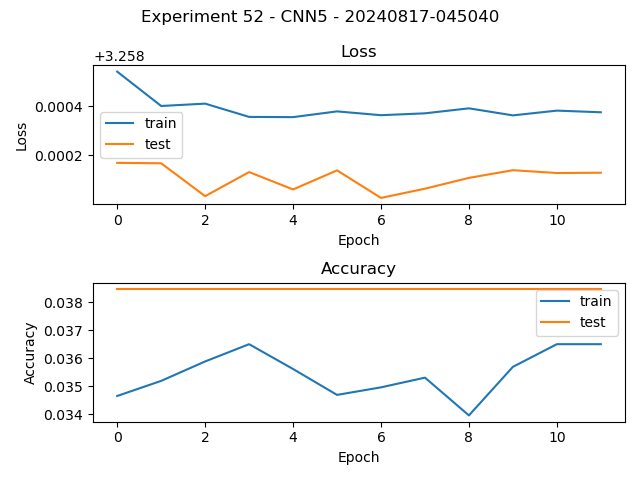 Experiment 52 - CNN5 - 20240817-045040
Loss
+3.258
0.0004
0.0002
Loss
train
test
0 2 4 6 8 10
Epoch
Accuracy
0.038
0.037
0.036
0.035
0.034
Accuracy
train
test
0 2 4 6 8 10
Epoch